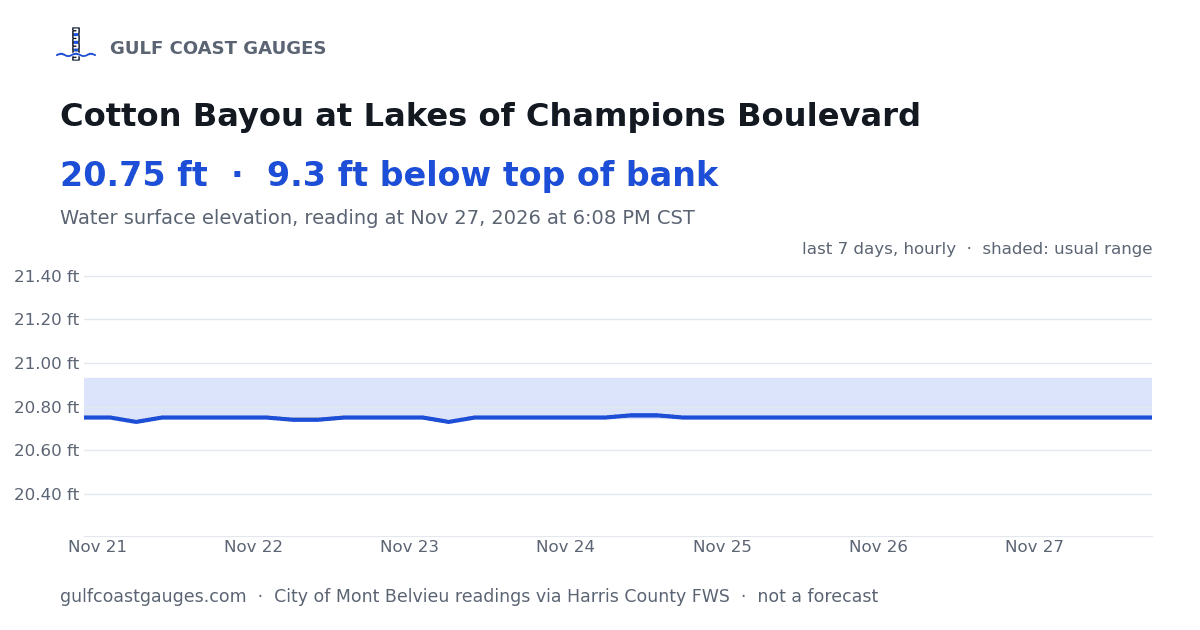 GULF COAST GAUGES
Cotton Bayou at Lakes of Champions Boulevard
20.75 ft · 9.3 ft below top of bank
Water surface elevation, reading at Nov 27, 2026 at 6:08 PM CST
last 7 days, hourly · shaded: usual range
21.40 ft
21.20 ft
21.00 ft
20.80 ft
20.60 ft
20.40 ft
Nov 21 Nov 22 Nov 23 Nov 24 Nov 25 Nov 26 Nov 27
gulfcoastgauges.com · City of Mont Belvieu readings via Harris County FWS · not a forecast